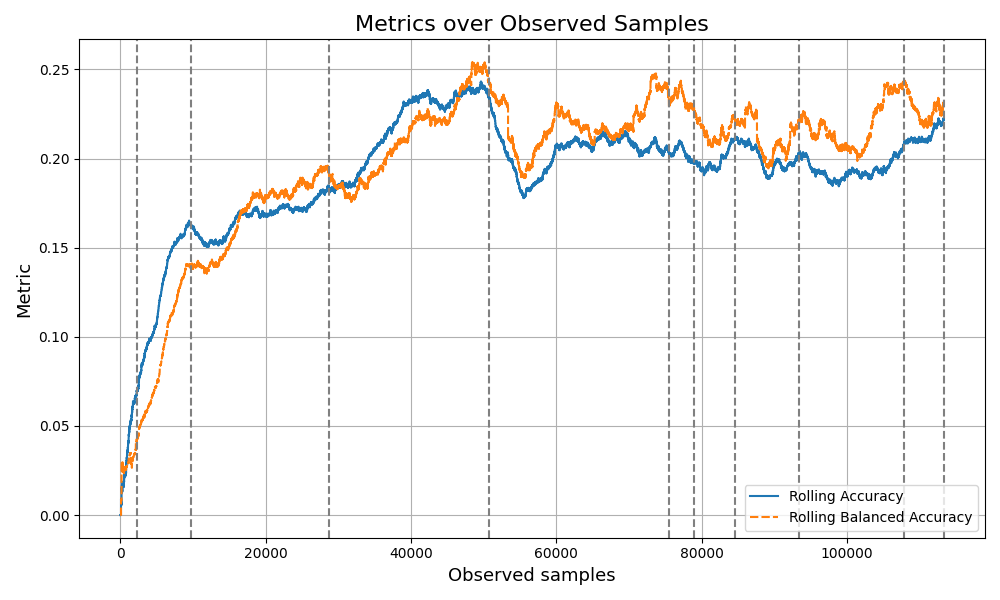 Metrics over Observed Samples
Metric
0.25
0.20
0.15
0.10
0.05
0.00
0
20000
40000
60000
80000
100000
Observed samples
Rolling Accuracy
Rolling Balanced Accuracy